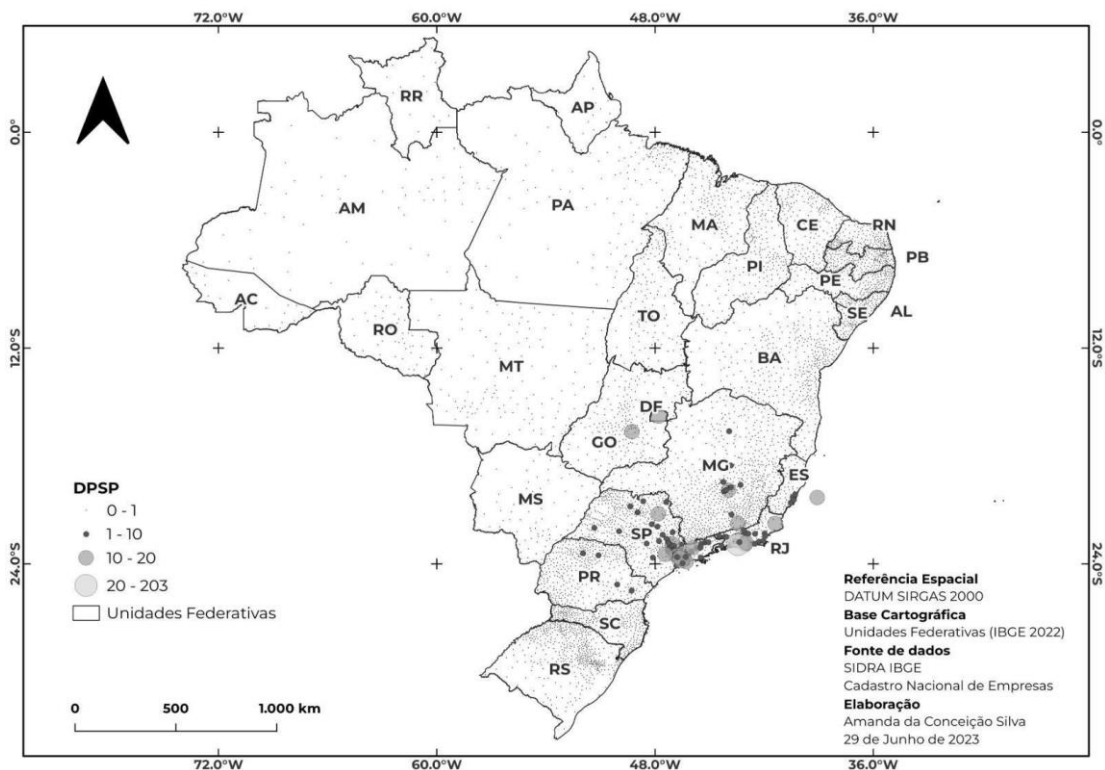 72.0°W 60.0°W 48.0°W 36.0°W
RR
AP
0.0°
0.0°
AM
PA
MA
CE
RN
PB
PI
PE
AC
SE
AL
TO
RO
12.0°S
12.0°S
MT
BA
DF
GO
MG
ES
MS
SP
RJ
24.0°S
24.0°S
PR
SC
RS
DPSP
0 - 1
1 - 10
10 - 20
20 - 203
Unidades Federativas
0 500 1.000 km
Referência Espacial
DATUM SIRGAS 2000
Base Cartográfica
Unidades Federativas (IBGE 2022)
Fonte de dados
SIDRA IBGE
Cadastro Nacional de Empresas
Elaboração
Amanda da Conceição Silva
29 de Junho de 2023
72.0°W 60.0°W 48.0°W 36.0°W